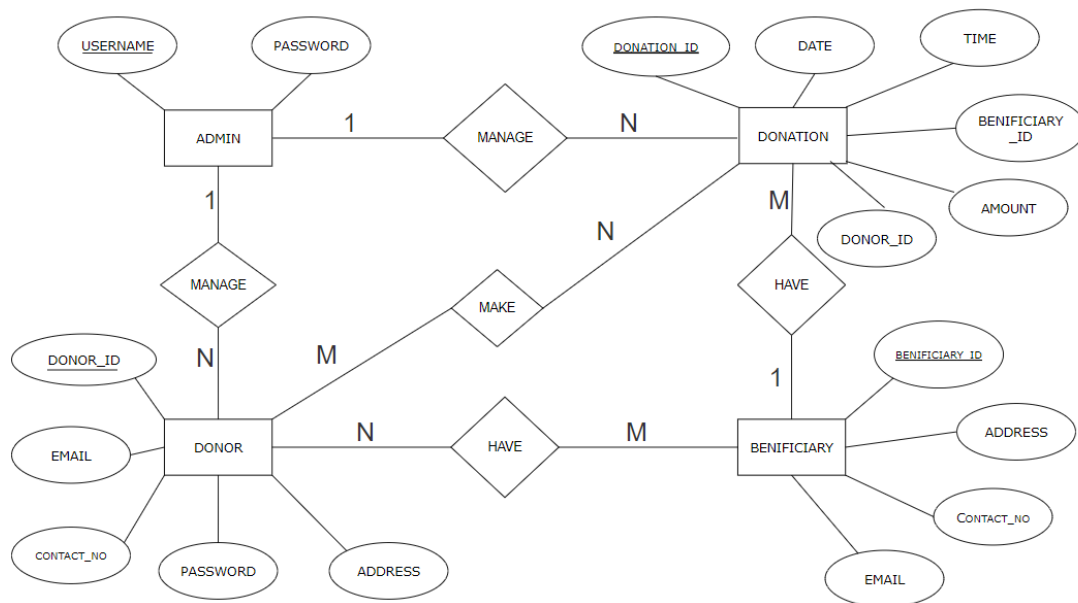 USERNAME
PASSWORD
DONATION_ID
DATE
TIME
ADMIN
1
MANAGE
N
DONATION
BENIFICIARY
_ID
AMOUNT
DONOR_ID
1
M
N
MANAGE
MAKE
HAVE
DONOR_ID
N
M
1
BENIFICIARY_ID
EMAIL
DONOR
N
HAVE
M
BENIFICIARY
ADDRESS
CONTACT_NO
PASSWORD
ADDRESS
CONTACT_NO
EMAIL